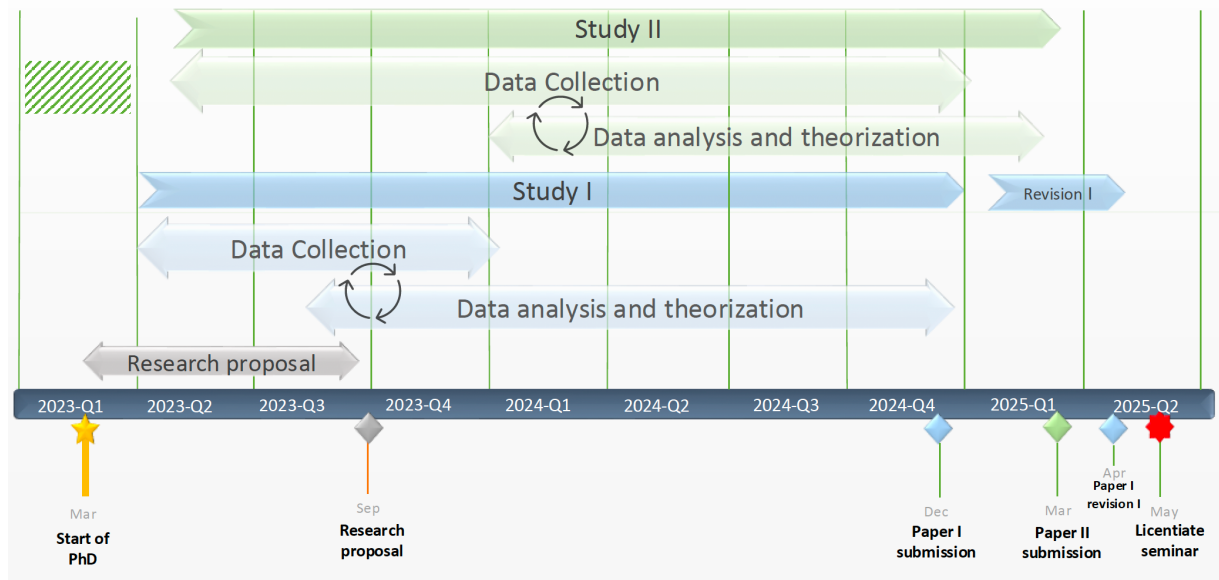 Study II
Data Collection
Data analysis and theorization
Study I
Revision I
Data Collection
Data analysis and theorization
Research proposal
2023-Q1
2023-Q2
2023-Q3
2023-Q4
2024-Q1
2024-Q2
2024-Q3
2024-Q4
2025-Q1
2025-Q2
Mar
Start of
PhD
Sep
Research
proposal
Dec
Paper I
submission
Mar
Paper II
submission
Apr
Paper I
revision I
May
Licentiate
seminar